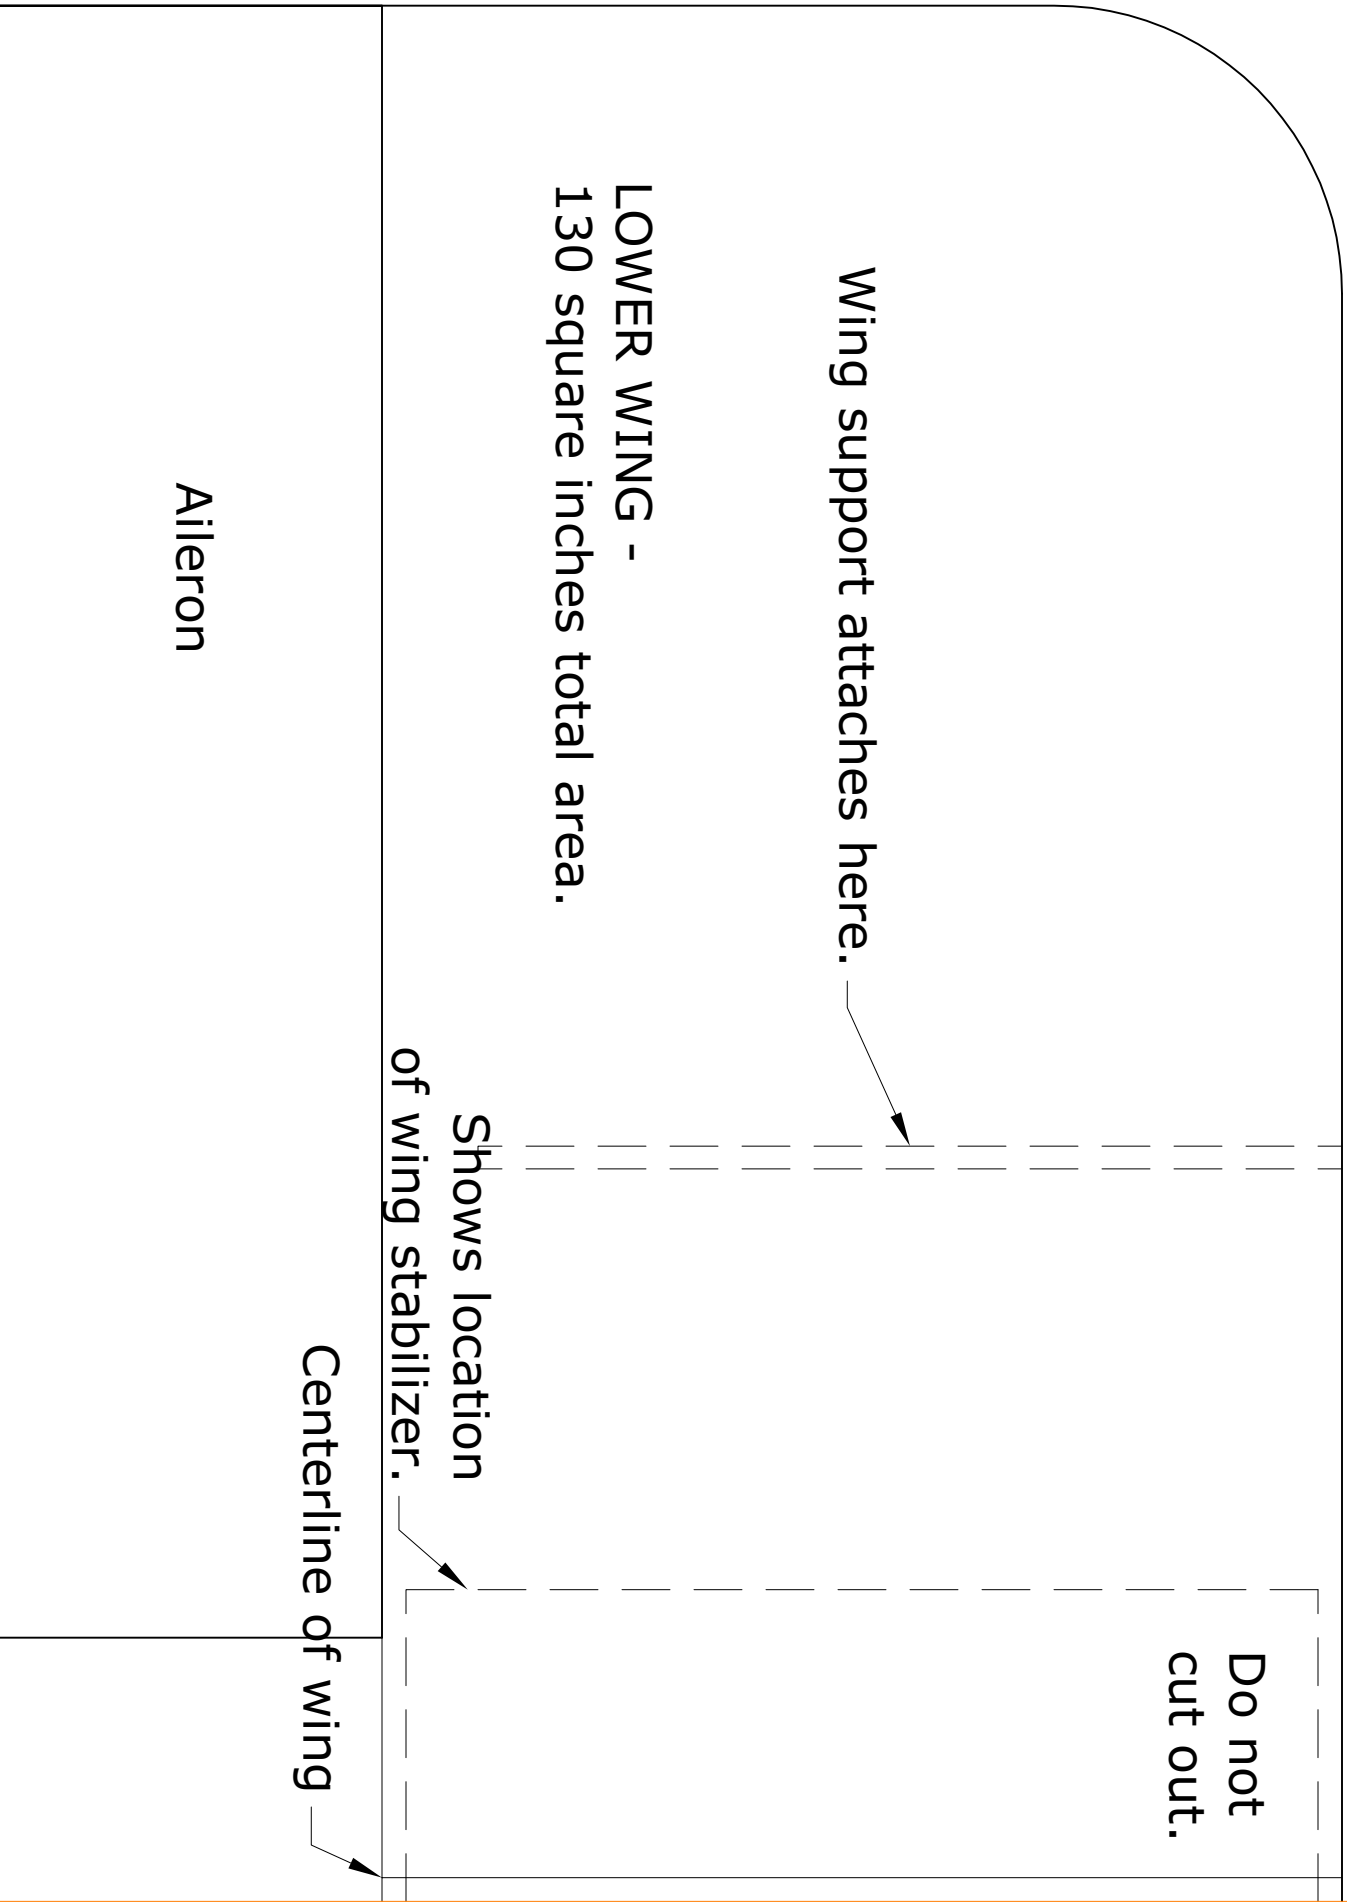 Wing support attaches here.
LOWER WING -
130 square inches total area.
Aileron
Shows location
of wing stabilizer.
Centerline of wing
Do not
cut out.